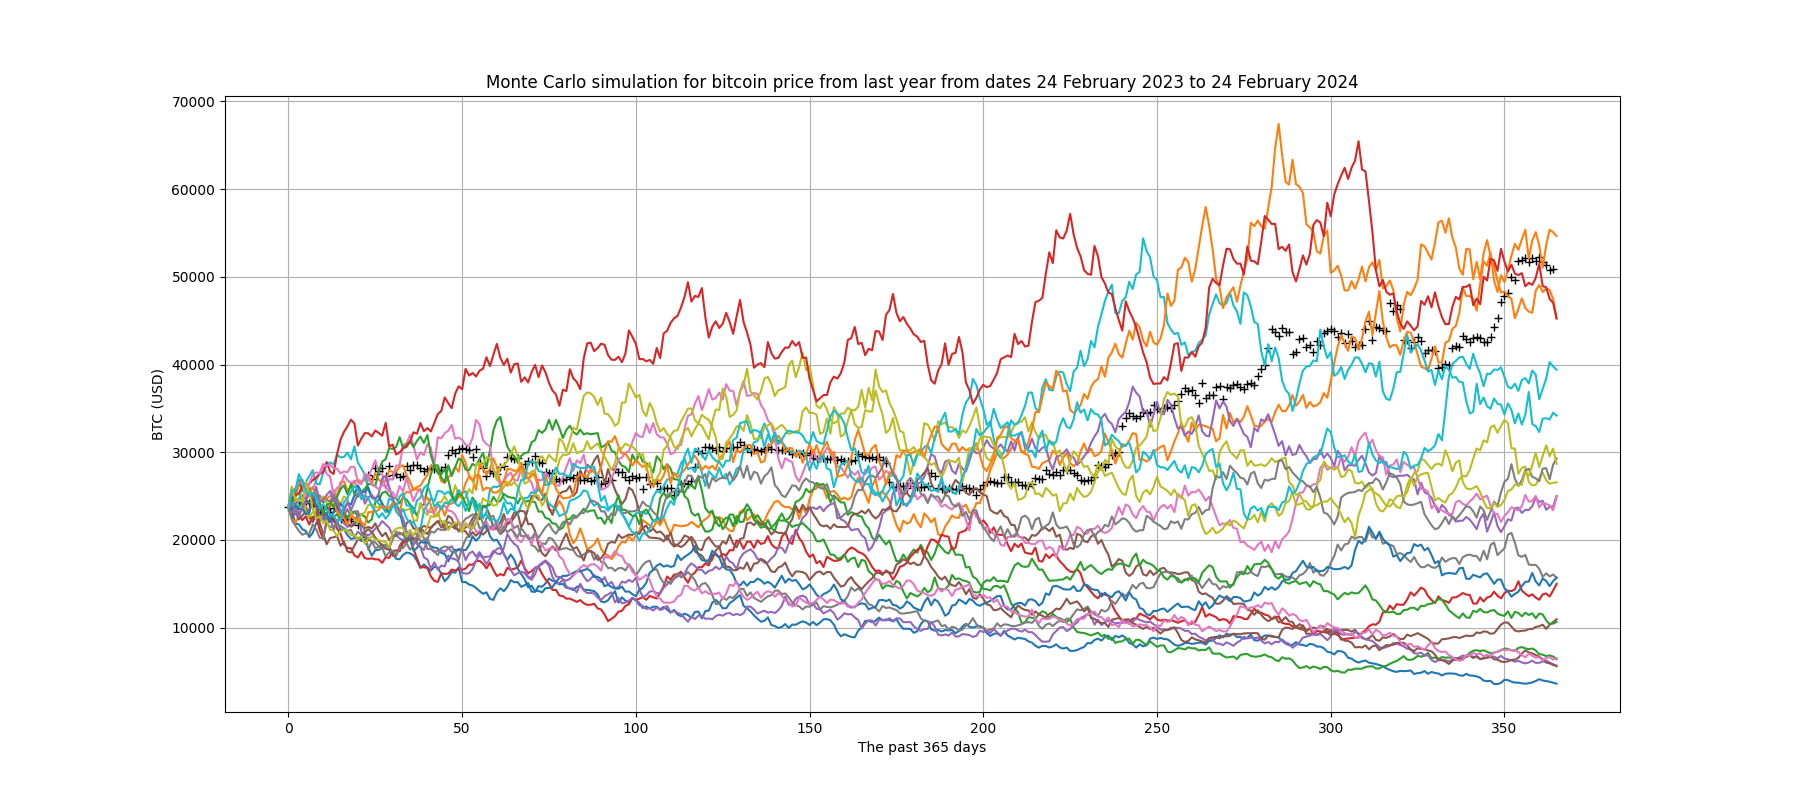 Monte Carlo simulation for bitcoin price from last year from dates 24 February 2023 to 24 February 2024
70000
60000
50000
40000
30000
20000
10000
BTC (USD)
0 50 100 150 200 250 300 350
The past 365 days